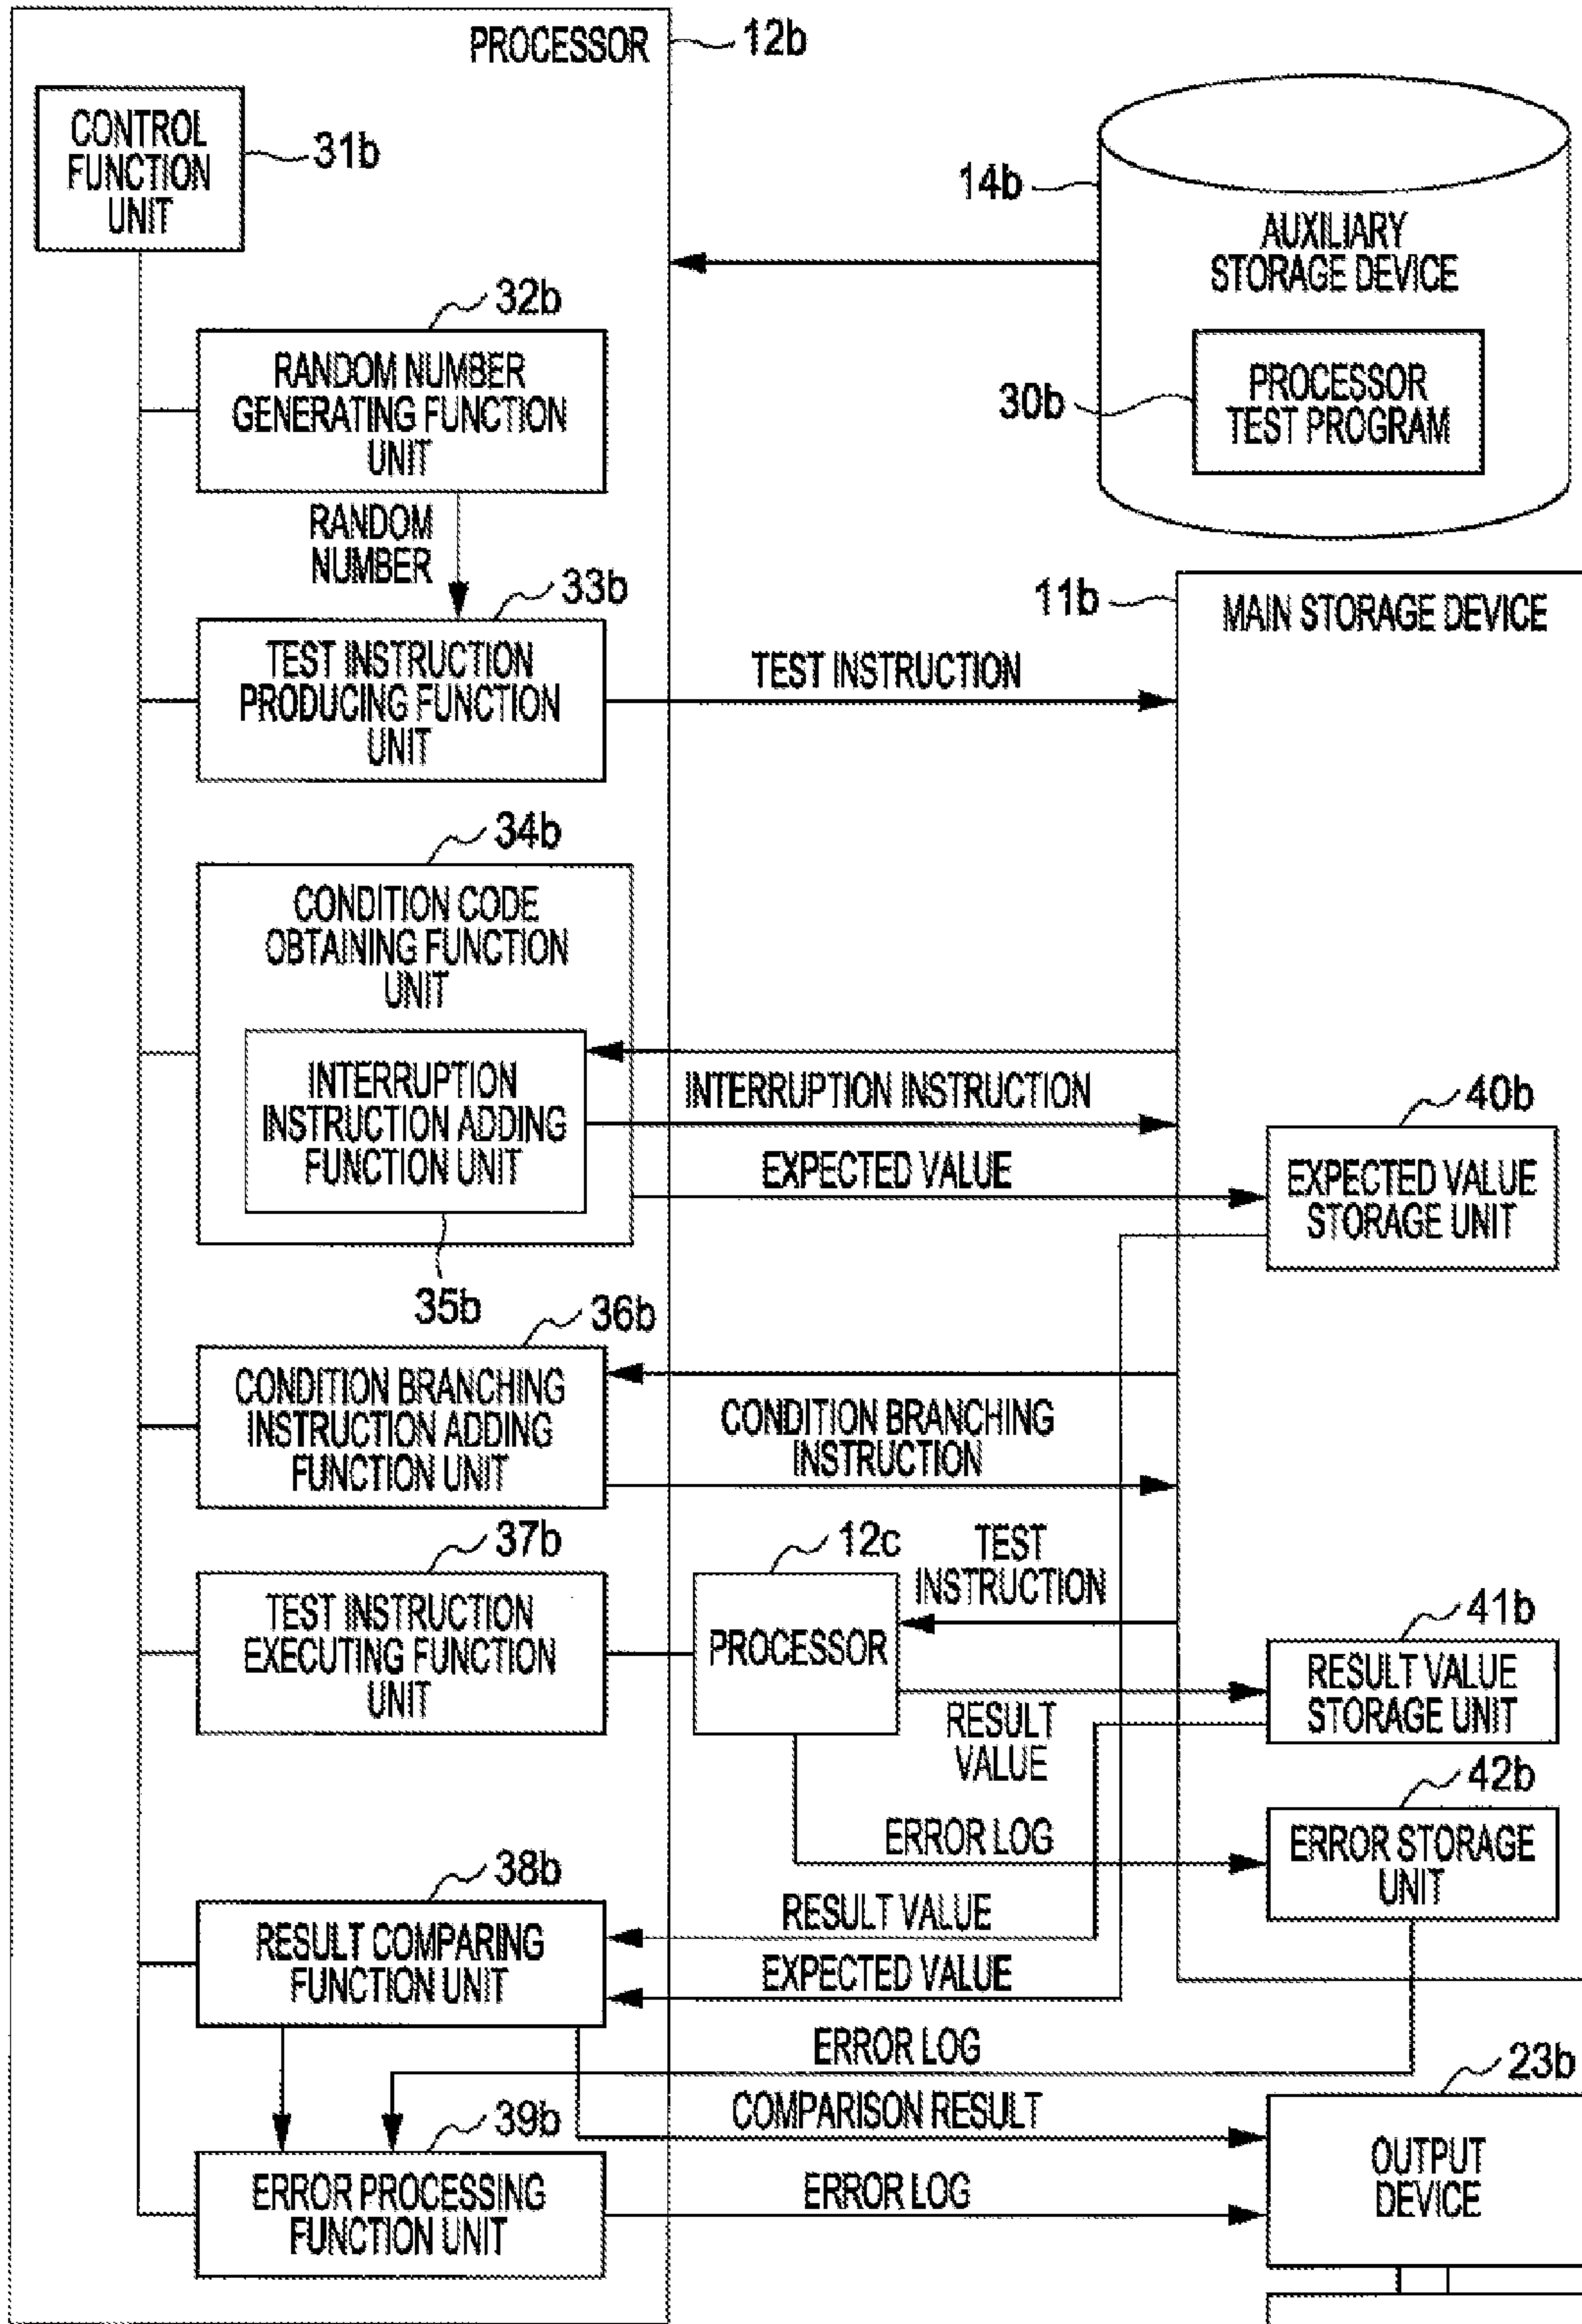 PROCESSOR
12b
CONTROL
FUNCTION
UNIT
31b
14b
AUXILIARY
STORAGE DEVICE
30b
PROCESSOR
TEST PROGRAM
32b
RANDOM NUMBER
GENERATING FUNCTION
UNIT
RANDOM
NUMBER
33b
TEST INSTRUCTION
PRODUCING FUNCTION
UNIT
TEST INSTRUCTION
11b
MAIN STORAGE DEVICE
34b
CONDITION CODE
OBTAINING FUNCTION
UNIT
INTERRUPTION
INSTRUCTION ADDING
FUNCTION UNIT
35b
INTERRUPTION INSTRUCTION
EXPECTED VALUE
40b
EXPECTED VALUE
STORAGE UNIT
36b
CONDITION BRANCHING
INSTRUCTION ADDING
FUNCTION UNIT
CONDITION BRANCHING
INSTRUCTION
37b
TEST INSTRUCTION
EXECUTING FUNCTION
UNIT
12c
PROCESSOR
TEST
INSTRUCTION
RESULT
VALUE
41b
RESULT VALUE
STORAGE UNIT
ERROR LOG
42b
ERROR STORAGE
UNIT
38b
RESULT COMPARING
FUNCTION UNIT
RESULT VALUE
EXPECTED VALUE
ERROR LOG
COMPARISON RESULT
39b
ERROR PROCESSING
FUNCTION UNIT
ERROR LOG
23b
OUTPUT
DEVICE